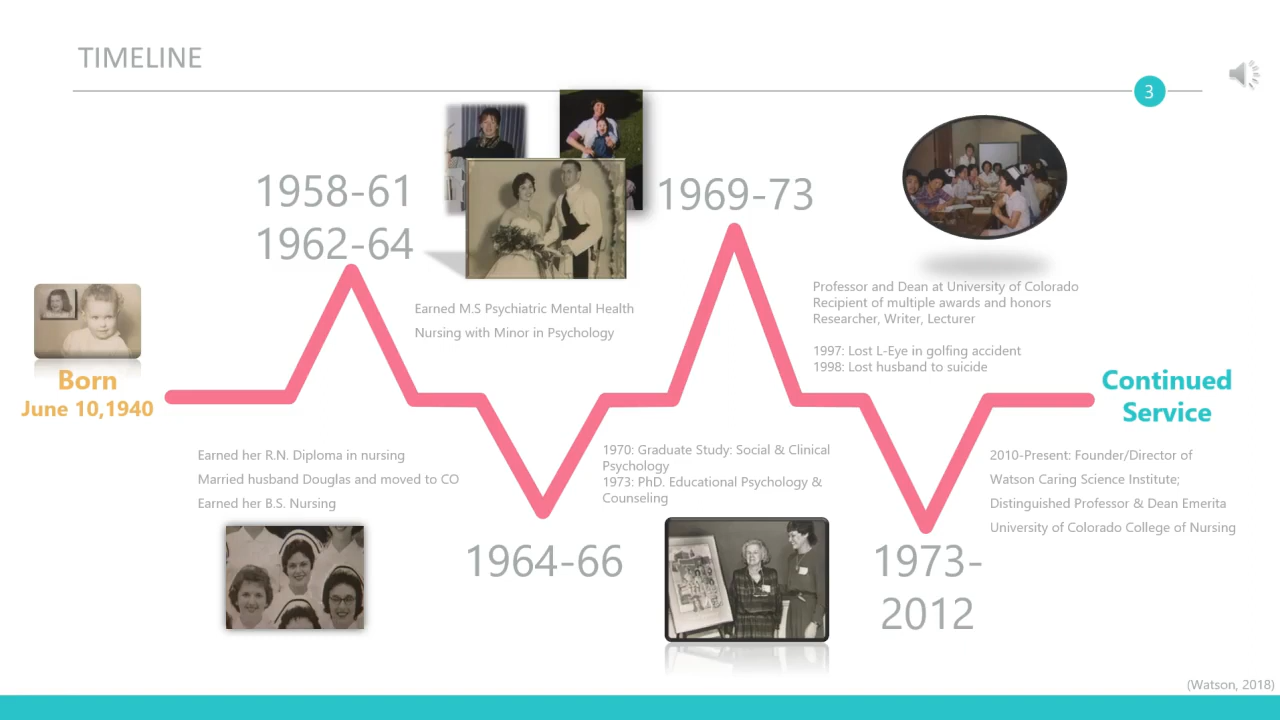 TIMELINE
3
1958-61
1962-64
1969-73
Earned M.S Psychiatric Mental Health
Nursing with Minor in Psychology
Professor and Dean at University of Colorado
Recipient of multiple awards and honors
Researcher, Writer, Lecturer
1997: Lost L-Eye in golfing accident
1998: Lost husband to suicide
Born
June 10,1940
Continued
Service
Earned her R.N. Diploma in nursing
Married husband Douglas and moved to CO
Earned her B.S. Nursing
1970: Graduate Study: Social & Clinical
Psychology
1973: PhD. Educational Psychology &
Counseling
2010-Present: Founder/Director of
Watson Caring Science Institute;
Distinguished Professor & Dean Emerita
University of Colorado College of Nursing
1964-66
1973-
2012
(Watson, 2018)